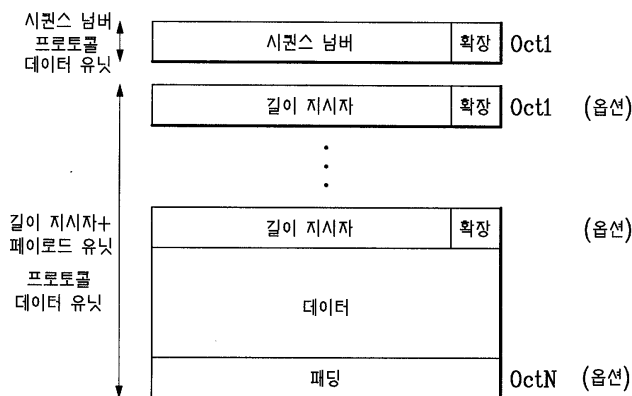 시퀀스 넘버
프로토콜
데이터 유닛
시퀀스 넘버 확장 Oct1
길이 지시자 확장 Oct1 (옵션)
길이 지시자+
페이로드 유닛
프로토콜
데이터 유닛
길이 지시자 확장 (옵션)
데이터
패딩 OctN (옵션)